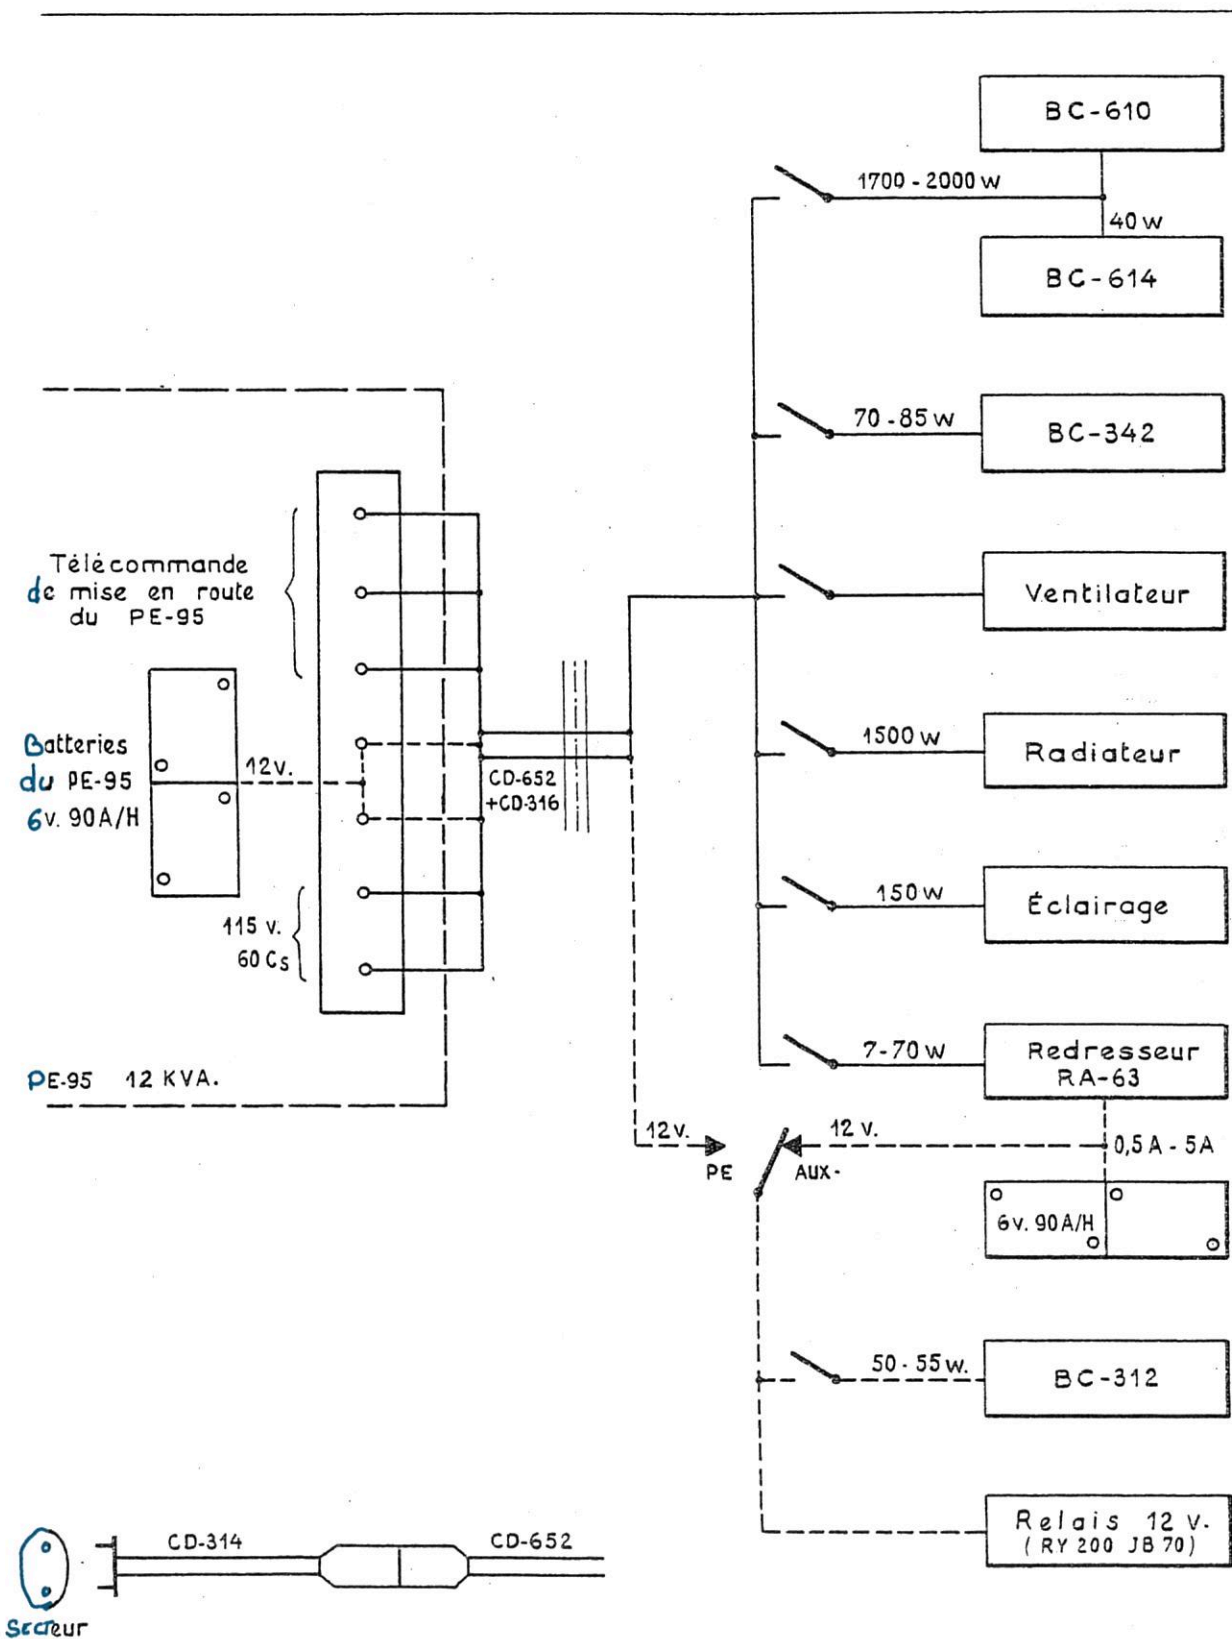 BC-610
1700 - 2000 W
40 W
BC-614
70 - 85 W
BC-342
Télécommande
de mise en route
du PE-95
Ventilateur
Batteries
du PE-95
6v. 90A/H
12v.
CD-652
+CD-316
1500 W
Radiateur
115 v.
60 Cs
150 W
Éclairage
PE-95 12 KVA.
7-70 W
Redresseur
RA-63
12 v.
PE
AUX-
12 v.
0,5 A - 5A
6v. 90A/H
50 - 55 w.
BC-312
Relais 12 v.
( RY 200 JB 70)
CD-314
CD-652
Secteur